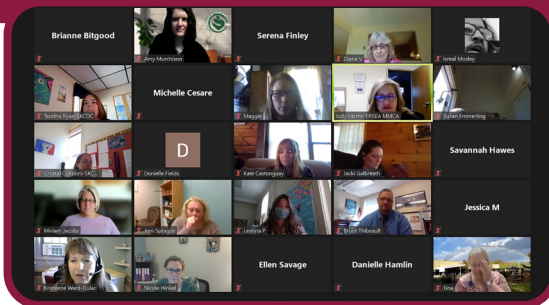 Brianne Bitgood
Amy Murchison
Serena Finley
Diane V
Isreal Mosley
Tabitha Ryan-SKCDC
Michelle Cesare
Maggie
Judy Martel ERSEA MMCA
Susan Emmerling
Crystal Connors-SKC
D
Donielle Fields
Kate Castonguay
Jacki Galbreath
Savannah Hawes
Miriam Jacobs
Joni Sprague
Leanna P
Bruce Thibeault
Jessica M
Kristeene Ward-Dulac
Nicole Hinkel
Ellen Savage
Danielle Hamlin
Tina